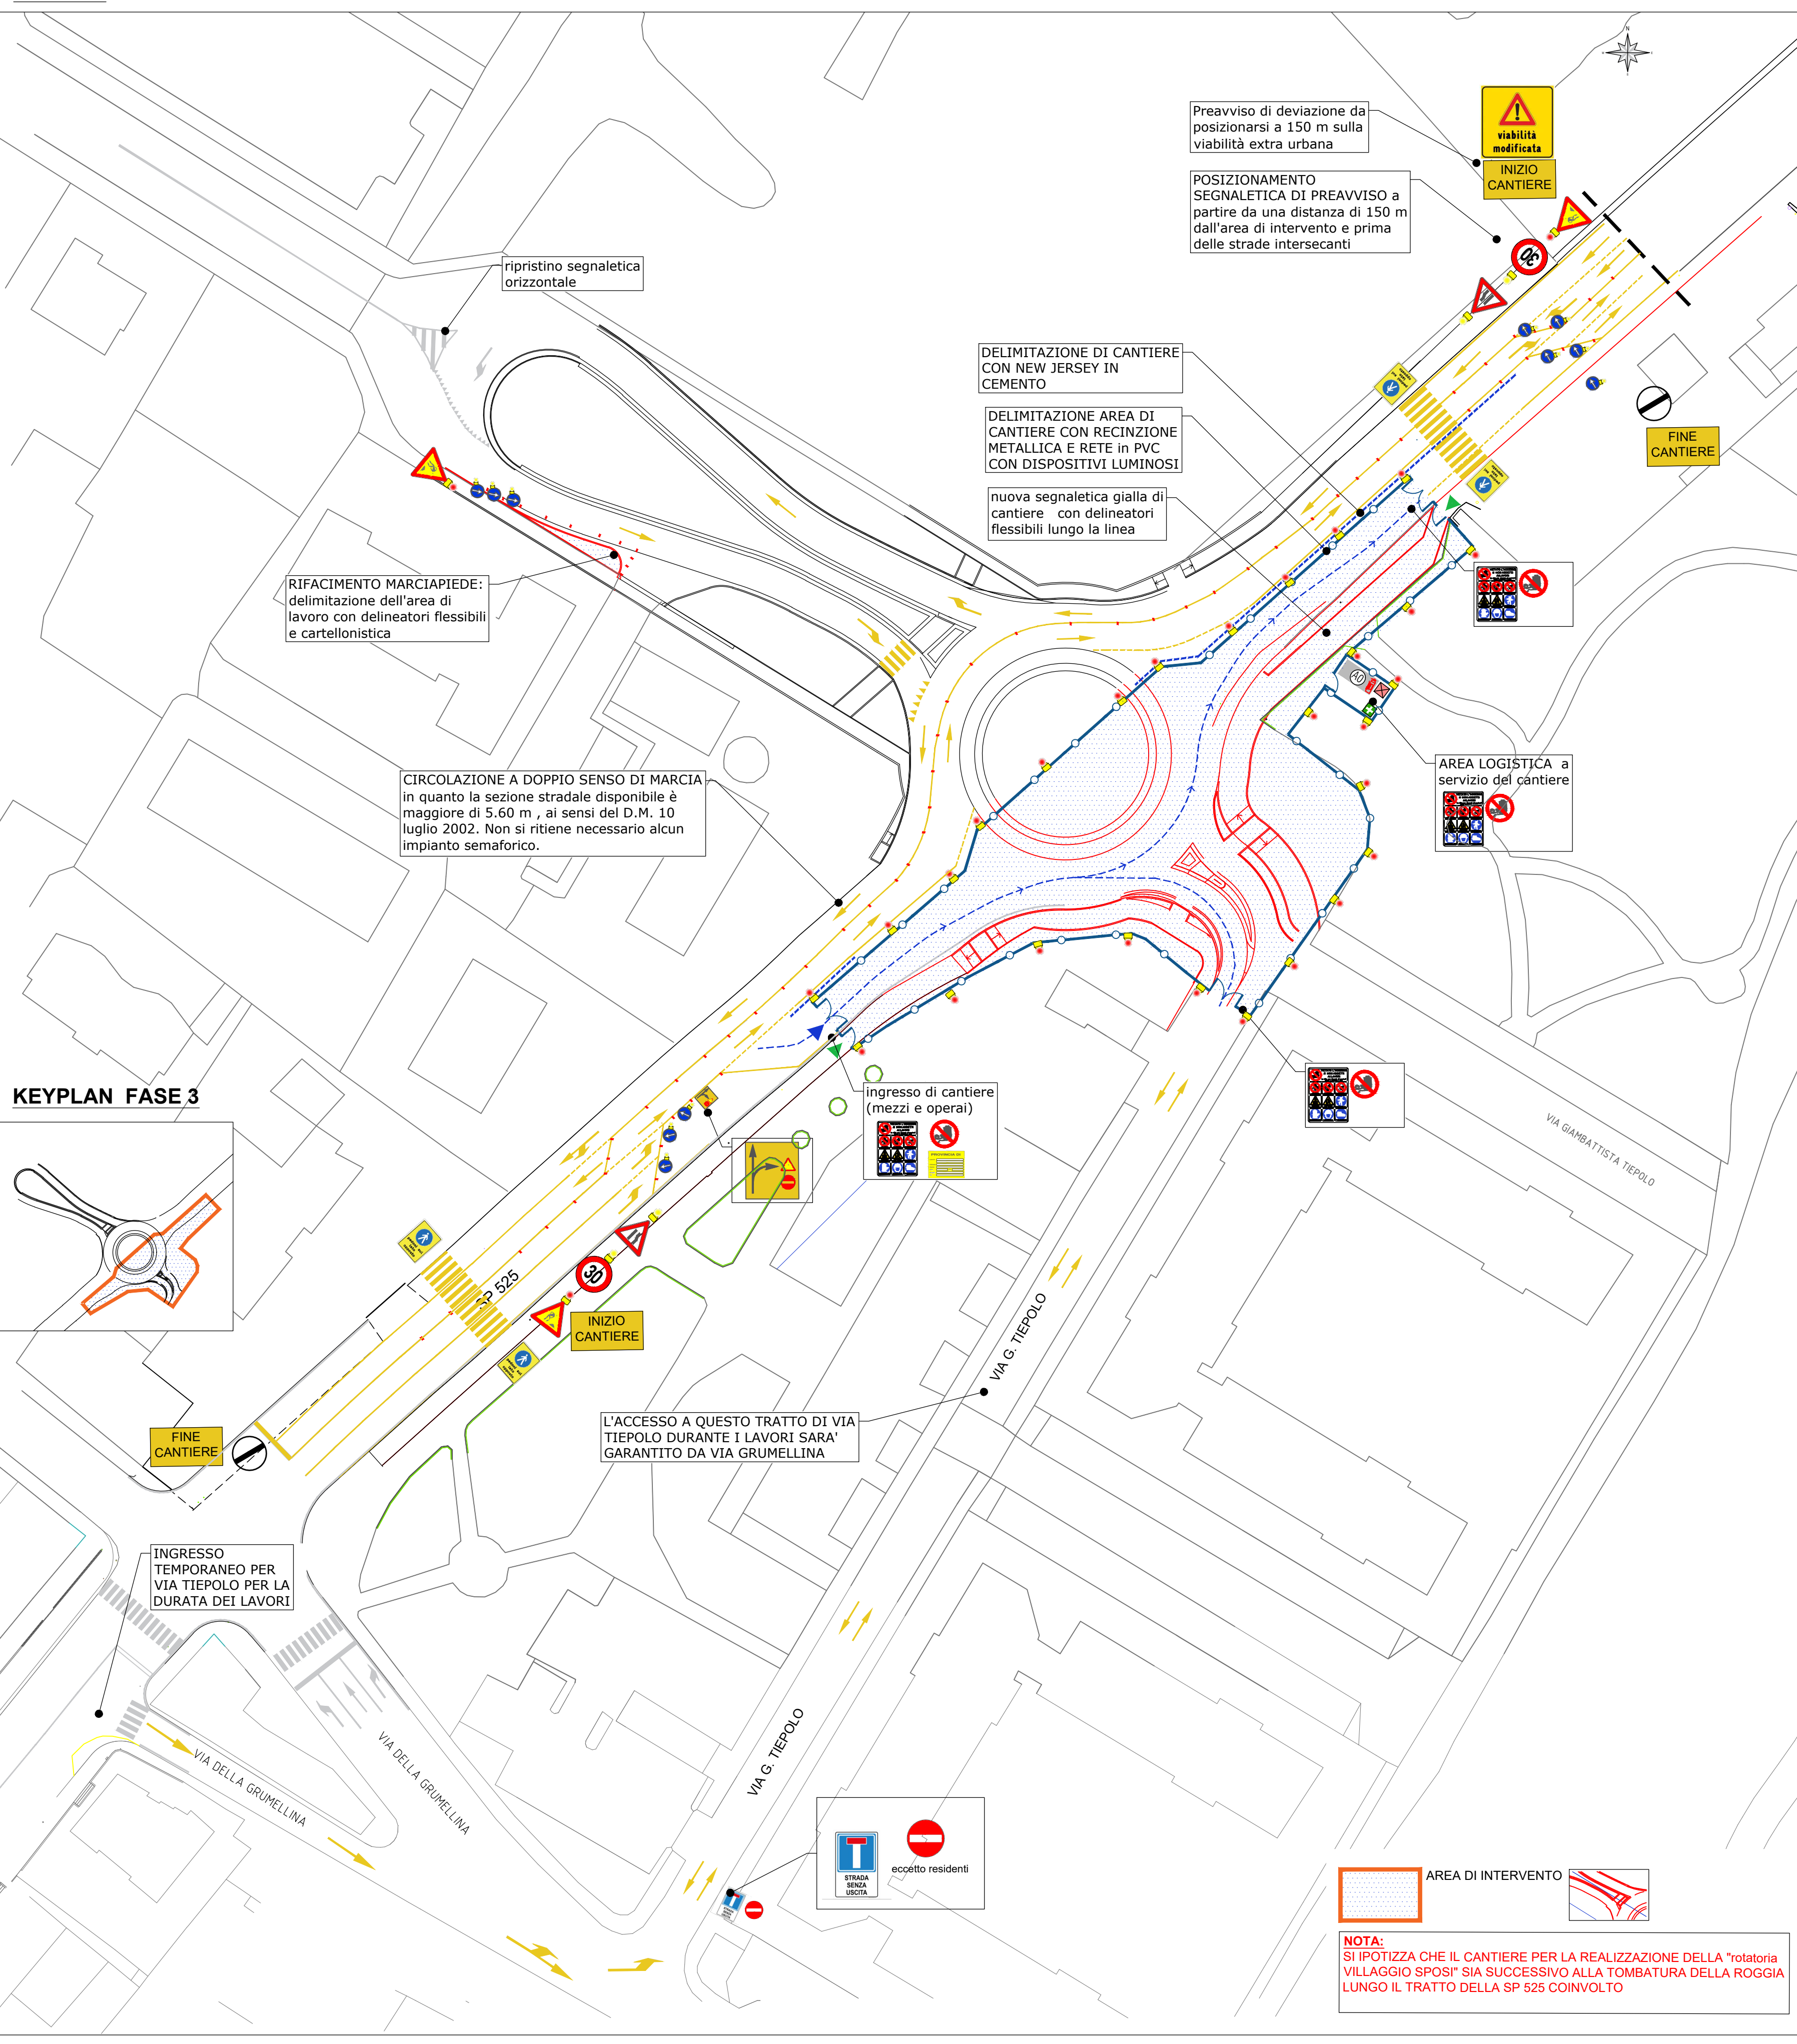 Preavviso di deviazione da
posizionarsi a 150 m sulla
viabilità extra urbana
viabilità
modificata
INIZIO
CANTIERE
POSIZIONAMENTO
SEGNALETICA DI PREAVVISO a
partire da una distanza di 150 m
dall'area di intervento e prima
delle strade intersecanti
30
ripristino segnaletica
orizzontale
DELIMITAZIONE DI CANTIERE
CON NEW JERSEY IN
CEMENTO
DELIMITAZIONE AREA DI
CANTIERE CON RECINZIONE
METALLICA E RETE in PVC
CON DISPOSITIVI LUMINOSI
FINE
CANTIERE
nuova segnaletica gialla di
cantiere con delineatori
flessibili lungo la linea
RIFACIMENTO MARCIAPIEDE:
delimitazione dell'area di
lavoro con delineatori flessibili
e cartellonistica
AREA LOGISTICA a
servizio del cantiere
CIRCOLAZIONE A DOPPIO SENSO DI MARCIA
in quanto la sezione stradale disponibile è
maggiore di 5.60 m , ai sensi del D.M. 10
luglio 2002. Non si ritiene necessario alcun
impianto semaforico.
KEYPLAN FASE 3
ingresso di cantiere
(mezzi e operai)
VIA GIAMBATTISTA TIEPOLO
SP 525
30
INIZIO
CANTIERE
VIA G. TIEPOLO
L'ACCESSO A QUESTO TRATTO DI VIA
TIEPOLO DURANTE I LAVORI SARA'
GARANTITO DA VIA GRUMELLINA
FINE
CANTIERE
INGRESSO
TEMPORANEO PER
VIA TIEPOLO PER LA
DURATA DEI LAVORI
VIA DELLA GRUMELLINA
VIA DELLA GRUMELLINA
VIA G. TIEPOLO
STRADA
SENZA
USCITA
eccetto residenti
AREA DI INTERVENTO
NOTA:
SI IPOTIZZA CHE IL CANTIERE PER LA REALIZZAZIONE DELLA "rotatoria
VILLAGGIO SPOSI" SIA SUCCESSIVO ALLA TOMBATURA DELLA ROGGIA
LUNGO IL TRATTO DELLA SP 525 COINVOLTO